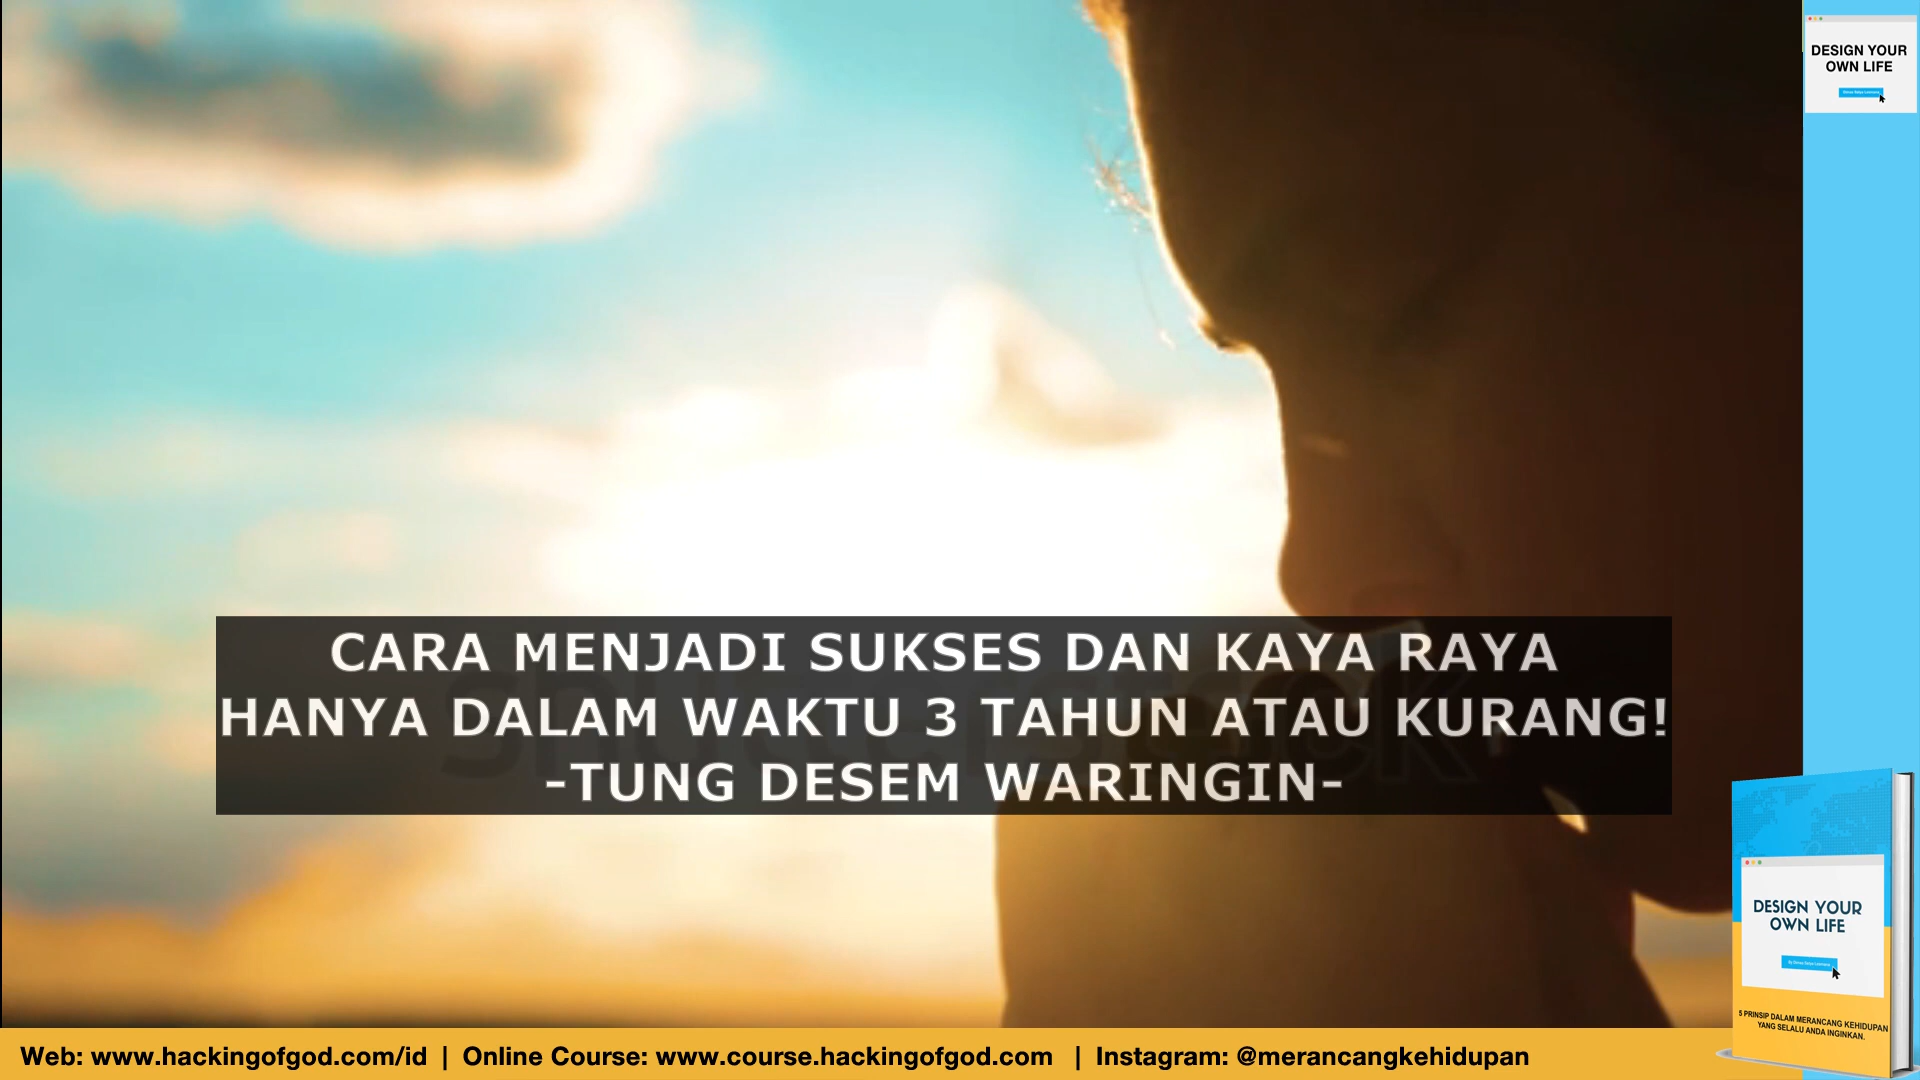 DESIGN YOUR
OWN LIFE
CARA MENJADI SUKSES DAN KAYA RAYA
HANYA DALAM WAKTU 3 TAHUN ATAU KURANG!
-TUNG DESEM WARINGIN-
shutterstock
DESIGN YOUR
OWN LIFE
5 PRINSIP DALAM MERANCANG KEHIDUPAN
YANG SELALU ANDA INGINKAN.
Web: www.hackingofgod.com/id | Online Course: www.course.hackingofgod.com | Instagram: @merancangkehidupan